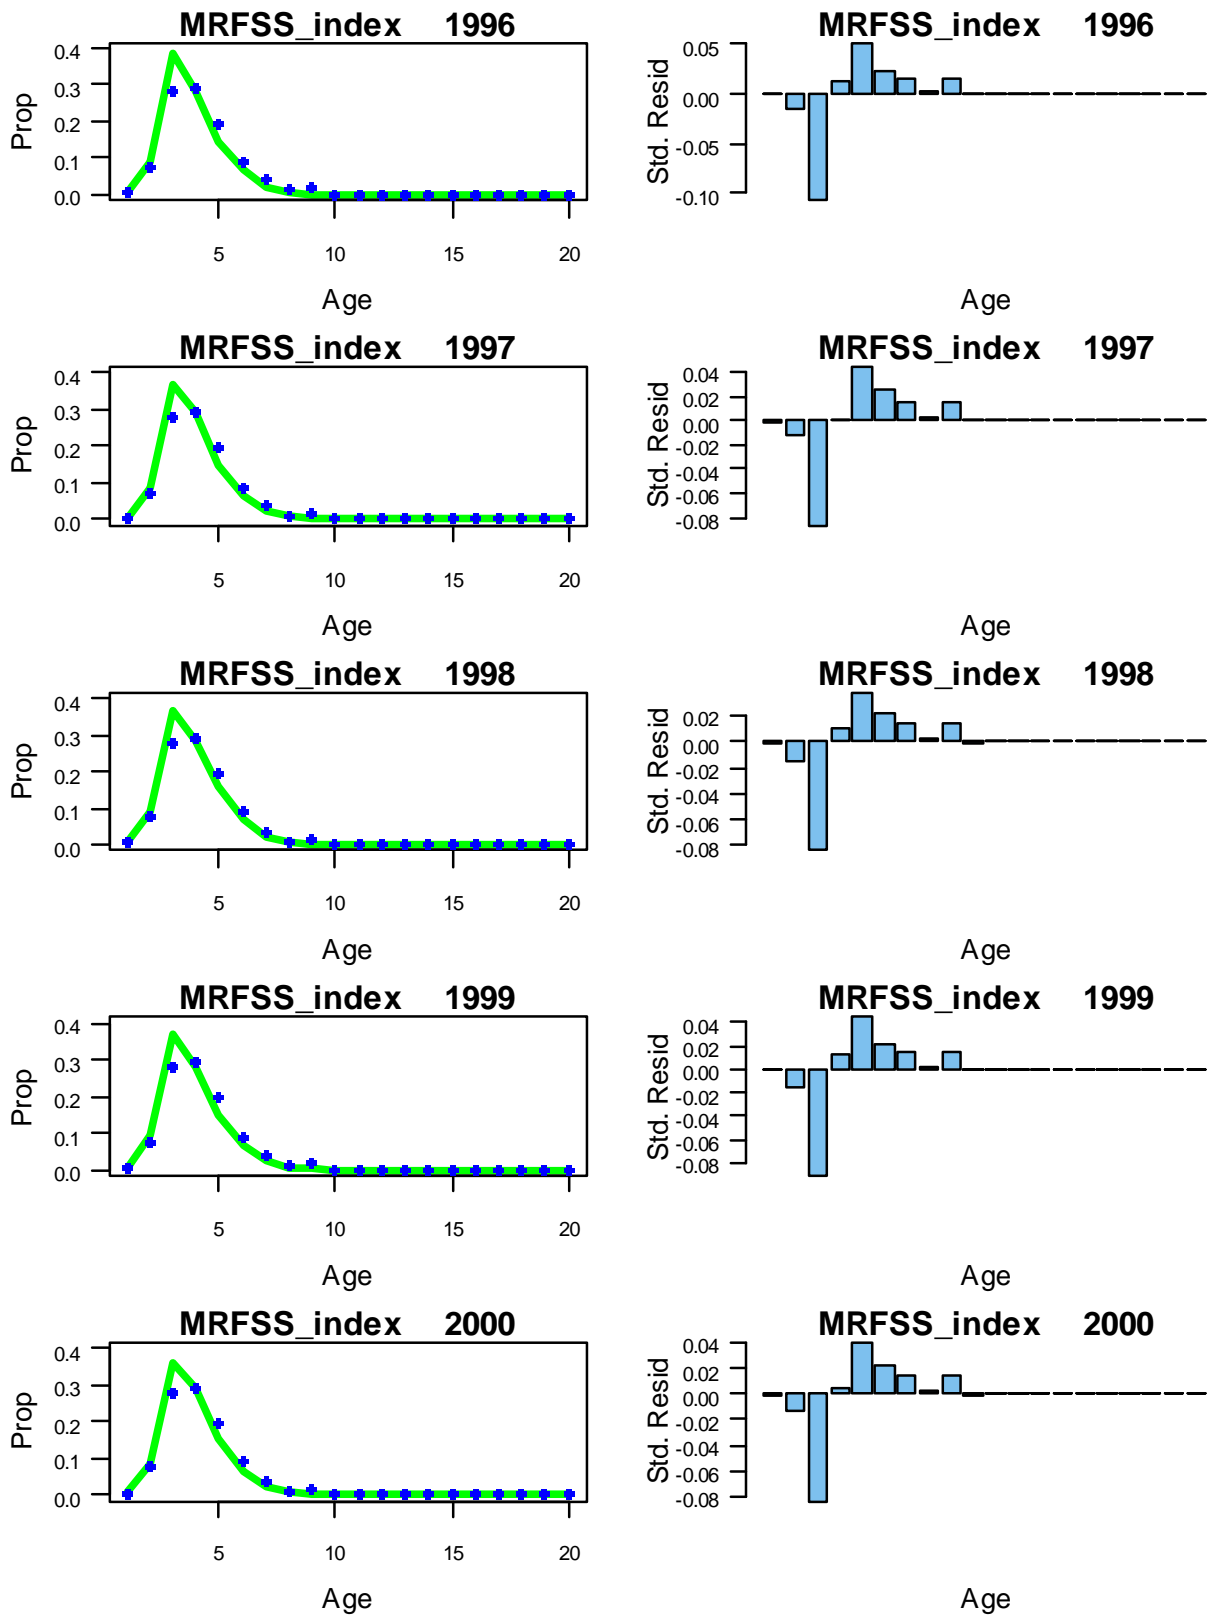 MRFSS_index 1996
Prop
0.4
0.3
0.2
0.1
0.0
5 10 15 20
Age
MRFSS_index 1996
Std. Resid
0.05
0.00
-0.05
-0.10
Age
MRFSS_index 1997
Prop
0.4
0.3
0.2
0.1
0.0
5 10 15 20
Age
MRFSS_index 1997
Std. Resid
0.04
0.02
0.00
-0.02
-0.04
-0.06
-0.08
Age
MRFSS_index 1998
Prop
0.4
0.3
0.2
0.1
0.0
5 10 15 20
Age
MRFSS_index 1998
Std. Resid
0.02
0.00
-0.02
-0.04
-0.06
-0.08
Age
MRFSS_index 1999
Prop
0.4
0.3
0.2
0.1
0.0
5 10 15 20
Age
MRFSS_index 1999
Std. Resid
0.04
0.02
0.00
-0.02
-0.04
-0.06
-0.08
Age
MRFSS_index 2000
Prop
0.4
0.3
0.2
0.1
0.0
5 10 15 20
Age
MRFSS_index 2000
Std. Resid
0.04
0.02
0.00
-0.02
-0.04
-0.06
-0.08
Age